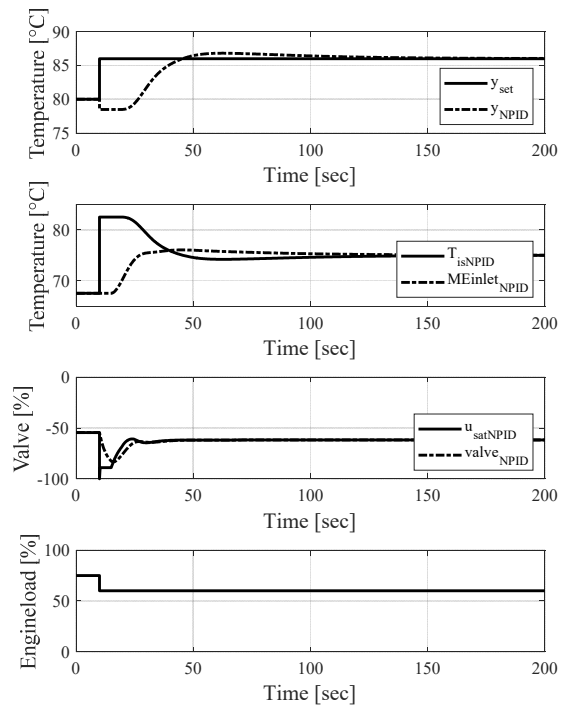 90
85
80
75
Temperature [°C]
0
50
100
150
200
Time [sec]
y_set
y_NPID
80
70
Temperature [°C]
0
50
100
150
200
Time [sec]
T_isNPID
MEinlet_NPID
0
-50
-100
Valve [%]
0
50
100
150
200
Time [sec]
u_satNPID
valve_NPID
100
50
0
Engineload [%]
0
50
100
150
200
Time [sec]